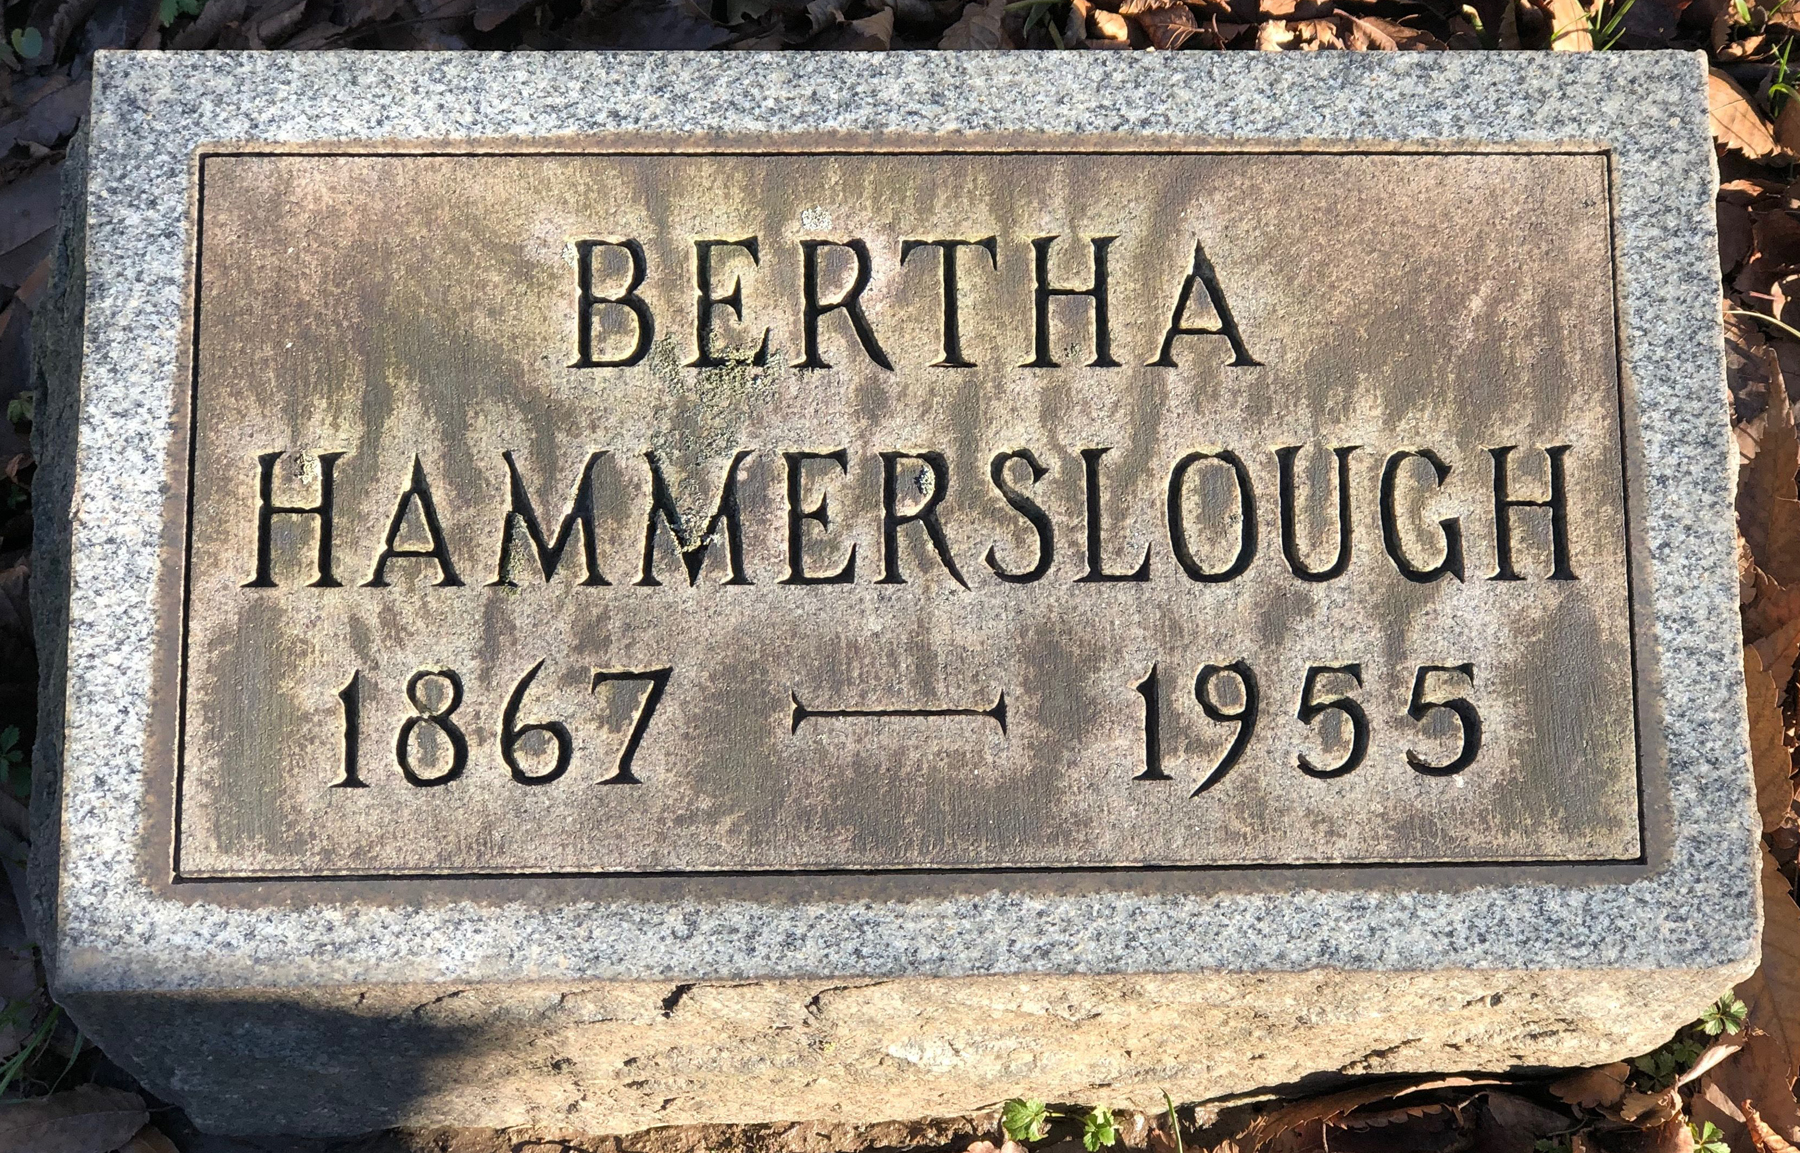 BERTHA
HAMMERSLOUGH
1867 — 1955